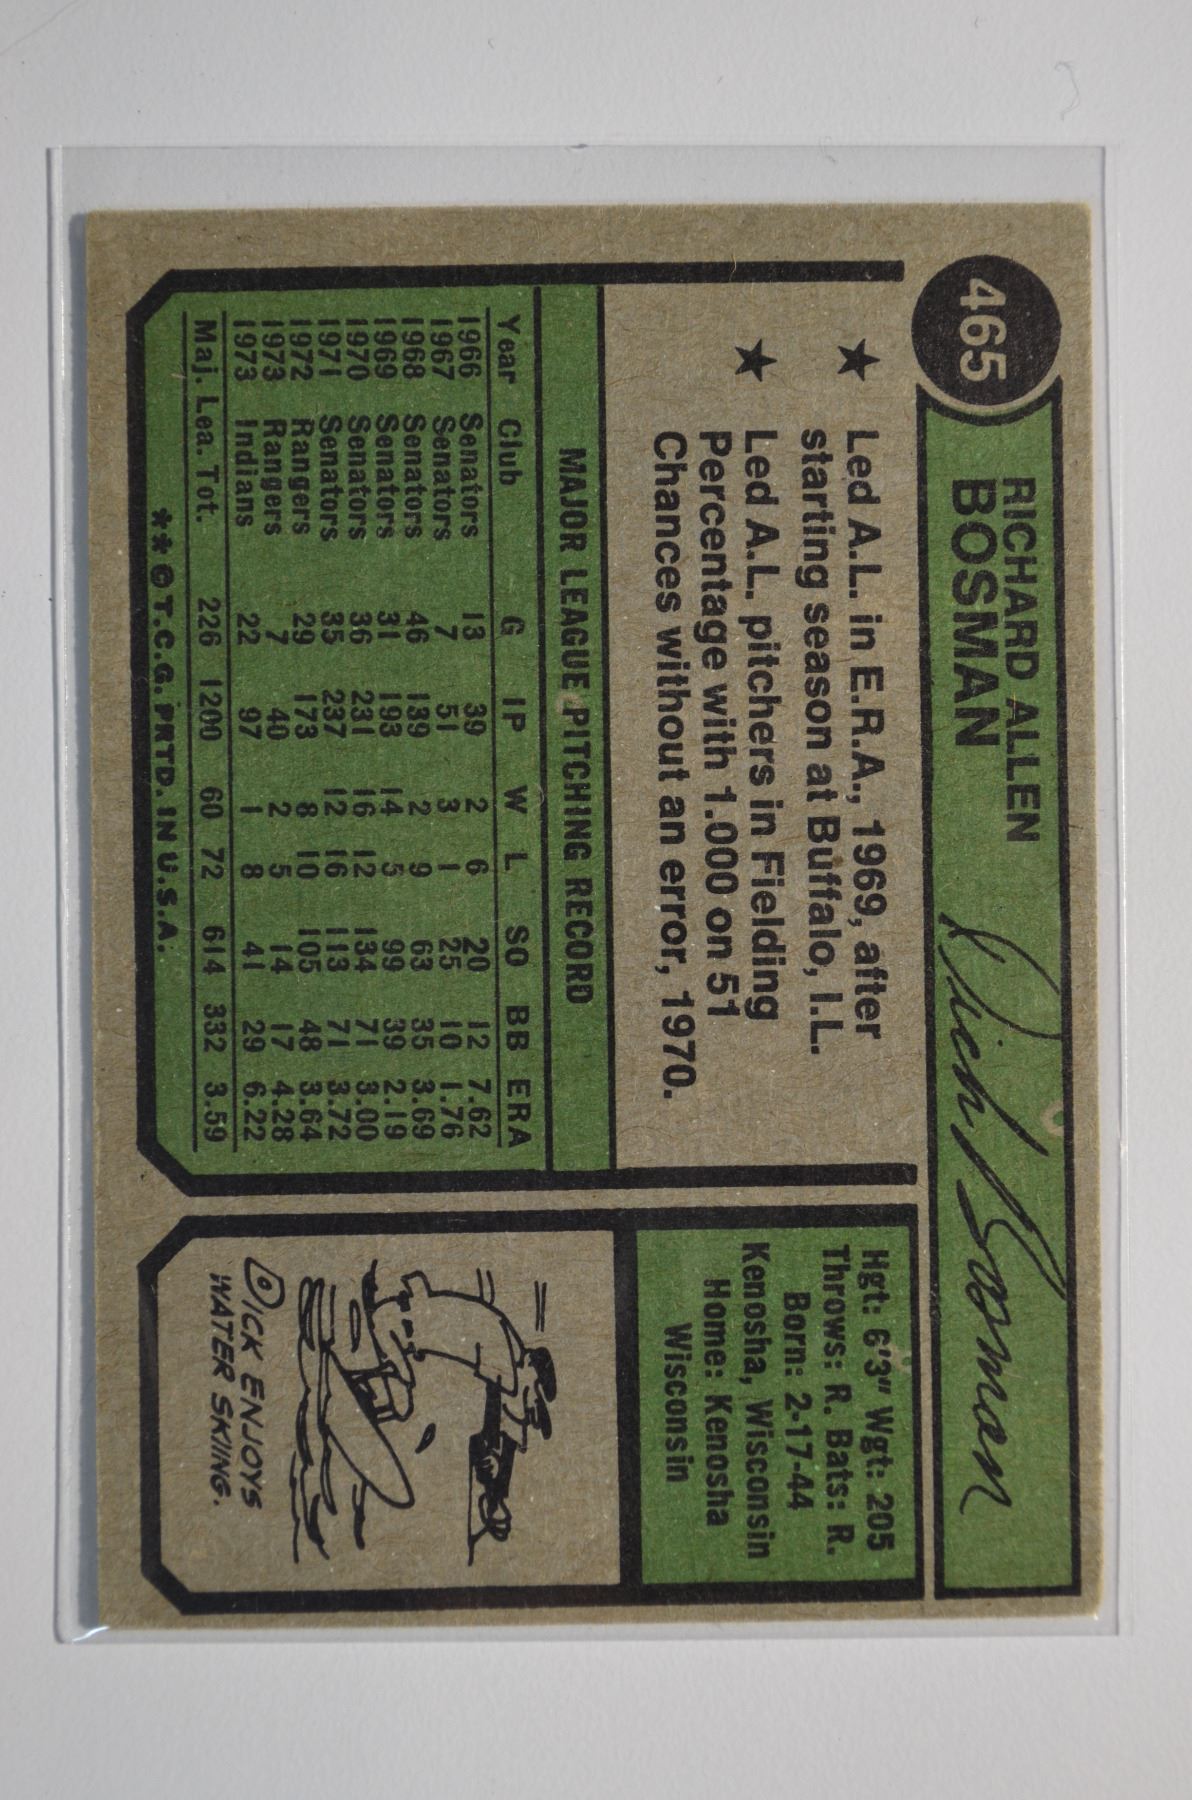 465
RICHARD ALLEN
BOSMAN
Dick Bosman
★ Led A.L. in E.R.A., 1969, after
starting season at Buffalo, I.L.
★ Led A.L. pitchers in Fielding
Percentage with 1.000 on 51
Chances without an error, 1970.
Hgt: 6'3" Wgt: 205
Throws: R. Bats: R.
Born: 2-17-44
Kenosha, Wisconsin
Home: Kenosha
Wisconsin
MAJOR LEAGUE PITCHING RECORD
Year Club G IP W L SO BB ERA
1966 Senators 13 39 2 6 20 12 7.62
1967 Senators 7 51 3 1 25 10 1.76
1968 Senators 46 139 2 9 63 35 3.69
1969 Senators 31 193 14 5 99 39 2.19
1970 Senators 36 231 16 12 134 71 3.00
1971 Senators 35 237 12 16 113 71 3.72
1972 Rangers 29 173 8 10 105 48 3.64
1973 Rangers 7 40 2 5 14 17 4.28
1973 Indians 22 97 1 8 41 29 6.22
Maj. Lea. Tot. 226 1200 60 72 614 332 3.59
**©T.C.G. PRTD. IN U.S.A.
DICK ENJOYS
WATER SKIING.